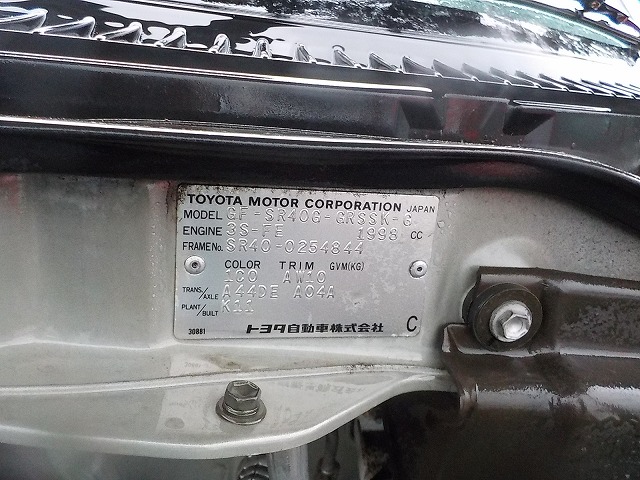 TOYOTA MOTOR CORPORATION JAPAN
MODEL GF-SR40G-GRSSK-G
ENGINE 3S-FE 1998 CC
FRAME No. SR40-0254844
COLOR TRIM GVM(KG)
1C0 AW10
TRANS./AXLE A44DE A04A
PLANT/BUILT R11
30881 トヨタ自動車株式会社 C